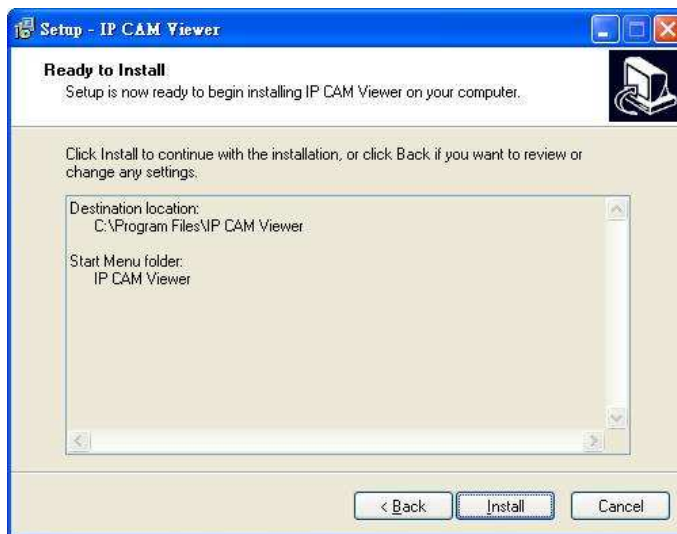 Setup - IP CAM Viewer
Ready to Install
Setup is now ready to begin installing IP CAM Viewer on your computer.
Click Install to continue with the installation, or click Back if you want to review or
change any settings.
Destination location:
C:\Program Files\IP CAM Viewer
Start Menu folder:
IP CAM Viewer
< Back
Install
Cancel